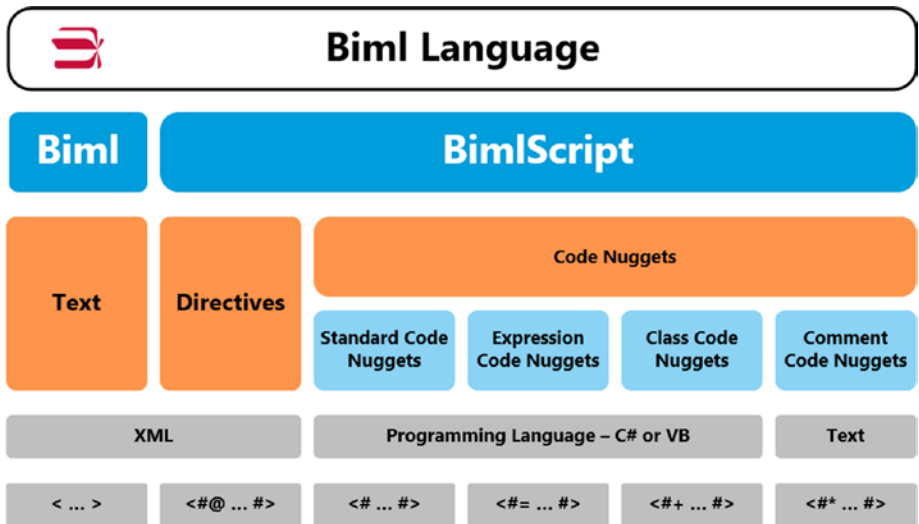 Biml Language
Biml
BimlScript
Text
Directives
Code Nuggets
Standard Code
Nuggets
Expression
Code Nuggets
Class Code
Nuggets
Comment
Code Nuggets
XML
Programming Language – C# or VB
Text
< ... >
<#@ ... #>
<# ... #>
<#= ... #>
<#+ ... #>
<#* ... #>